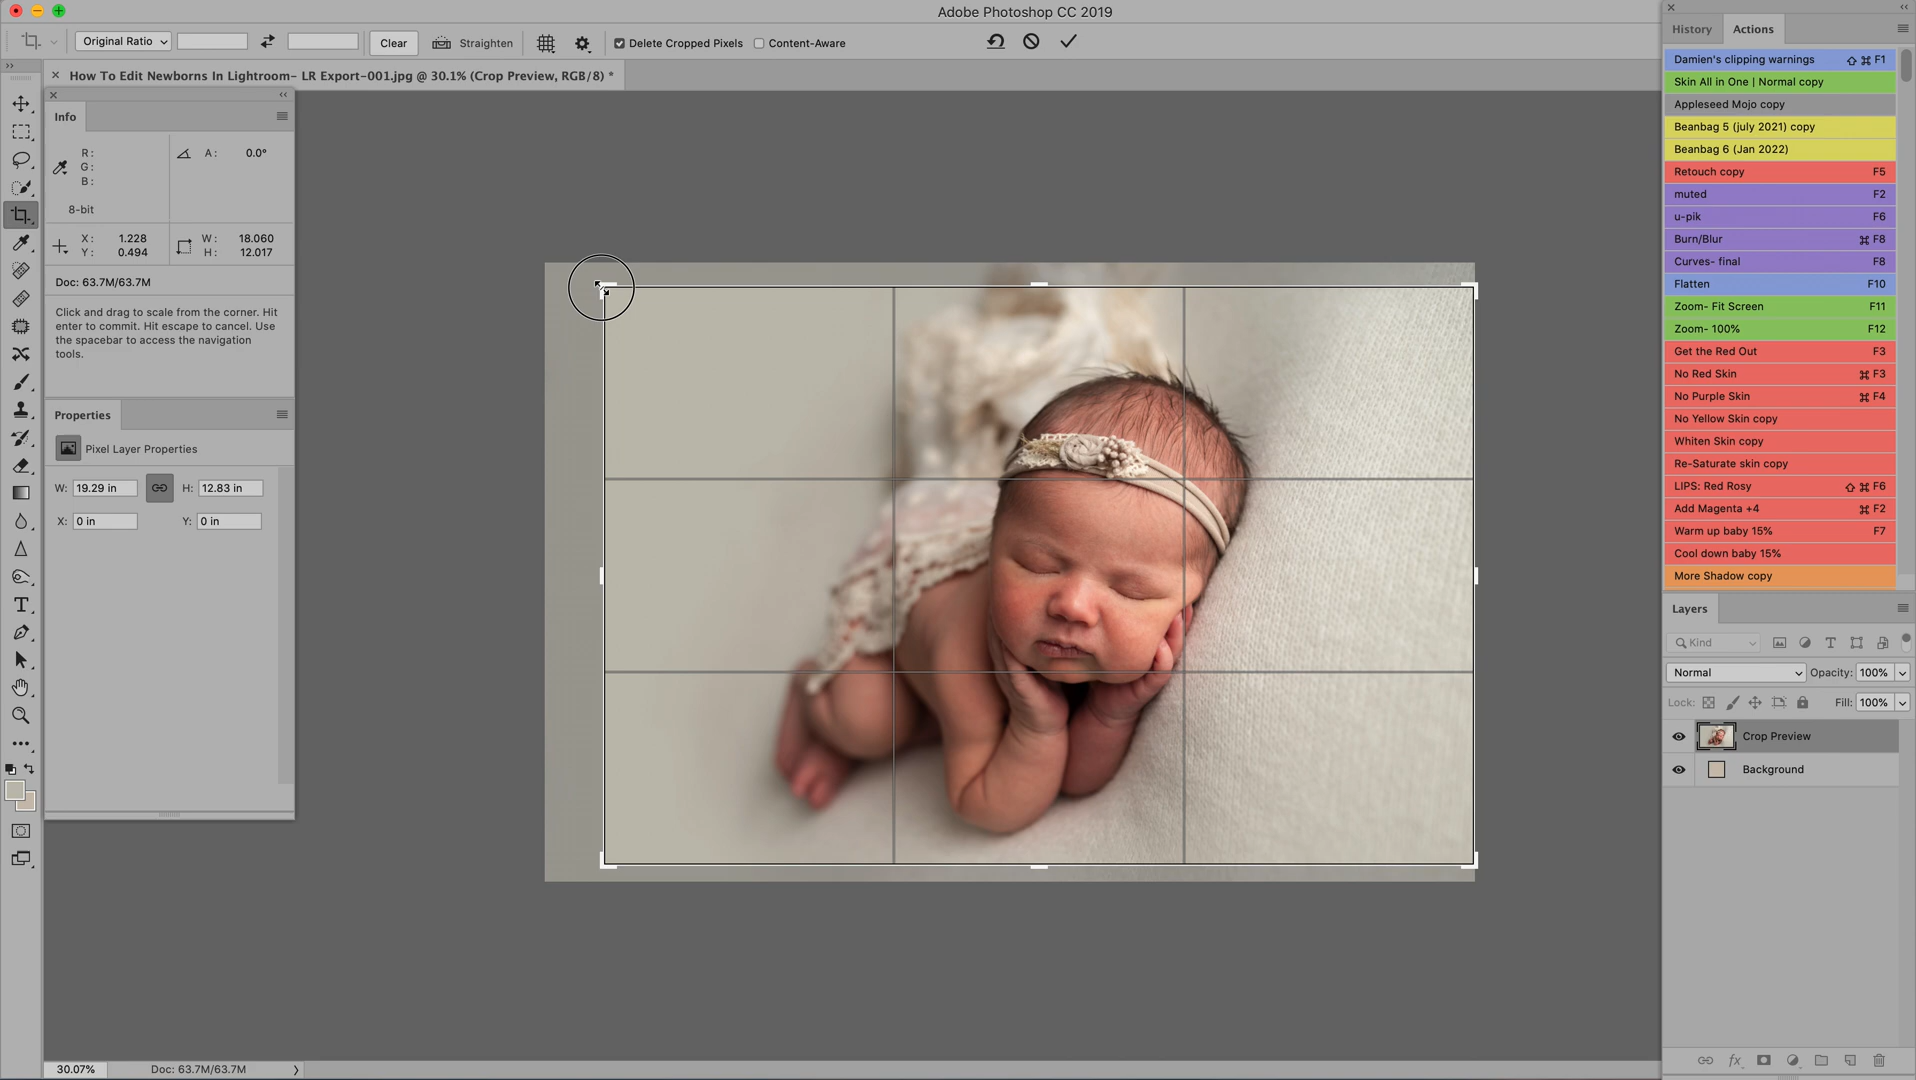 Adobe Photoshop CC 2019
Original Ratio
Clear
Straighten
Delete Cropped Pixels
Content-Aware
How To Edit Newborns In Lightroom- LR Export-001.jpg @ 30.1% (Crop Preview, RGB/8) *
Info
R:
G:
B:
A: 0.0°
8-bit
X: 1.228
Y: 0.494
W: 18.060
H: 12.017
Doc: 63.7M/63.7M
Click and drag to scale from the corner. Hit
enter to commit. Hit escape to cancel. Use
the spacebar to access the navigation
tools.
Properties
Pixel Layer Properties
W: 19.29 in H: 12.83 in
X: 0 in Y: 0 in
30.07% Doc: 63.7M/63.7M
History Actions
Damien's clipping warnings ⇧ ⌘ F1
Skin All in One | Normal copy
Appleseed Mojo copy
Beanbag 5 (july 2021) copy
Beanbag 6 (Jan 2022)
Retouch copy F5
muted F2
u-pik F6
Burn/Blur ⌘ F8
Curves- final F8
Flatten F10
Zoom- Fit Screen F11
Zoom- 100% F12
Get the Red Out F3
No Red Skin ⌘ F3
No Purple Skin ⌘ F4
No Yellow Skin copy
Whiten Skin copy
Re-Saturate skin copy
LIPS: Red Rosy ⇧ ⌘ F6
Add Magenta +4 ⌘ F2
Warm up baby 15% F7
Cool down baby 15%
More Shadow copy
Layers
Kind
Normal Opacity: 100%
Lock: Fill: 100%
Crop Preview
Background